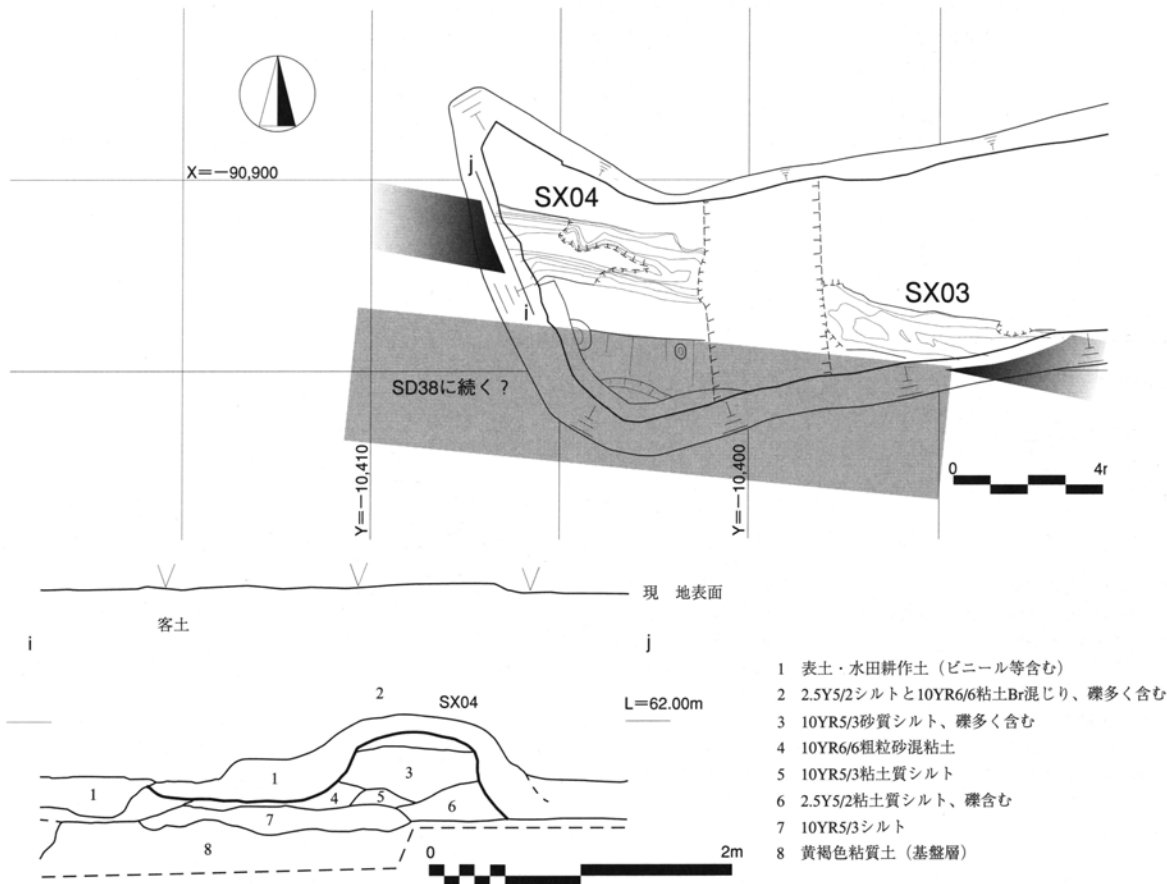 X=−90,900
j
SX04
i
SX03
SD38に続く?
Y=−10,410
Y=−10,400
0 4r
現 地表面
客土
i
j
2
SX04
L=62.00m
1
1
3
4
5
6
7
8
0 2m
1 表土・水田耕作土(ビニール等含む)
2 2.5Y5/2シルトと10YR6/6粘土Br混じり、礫多く含む
3 10YR5/3砂質シルト、礫多く含む
4 10YR6/6粗粒砂混粘土
5 10YR5/3粘土質シルト
6 2.5Y5/2粘土質シルト、礫含む
7 10YR5/3シルト
8 黄褐色粘質土(基盤層)